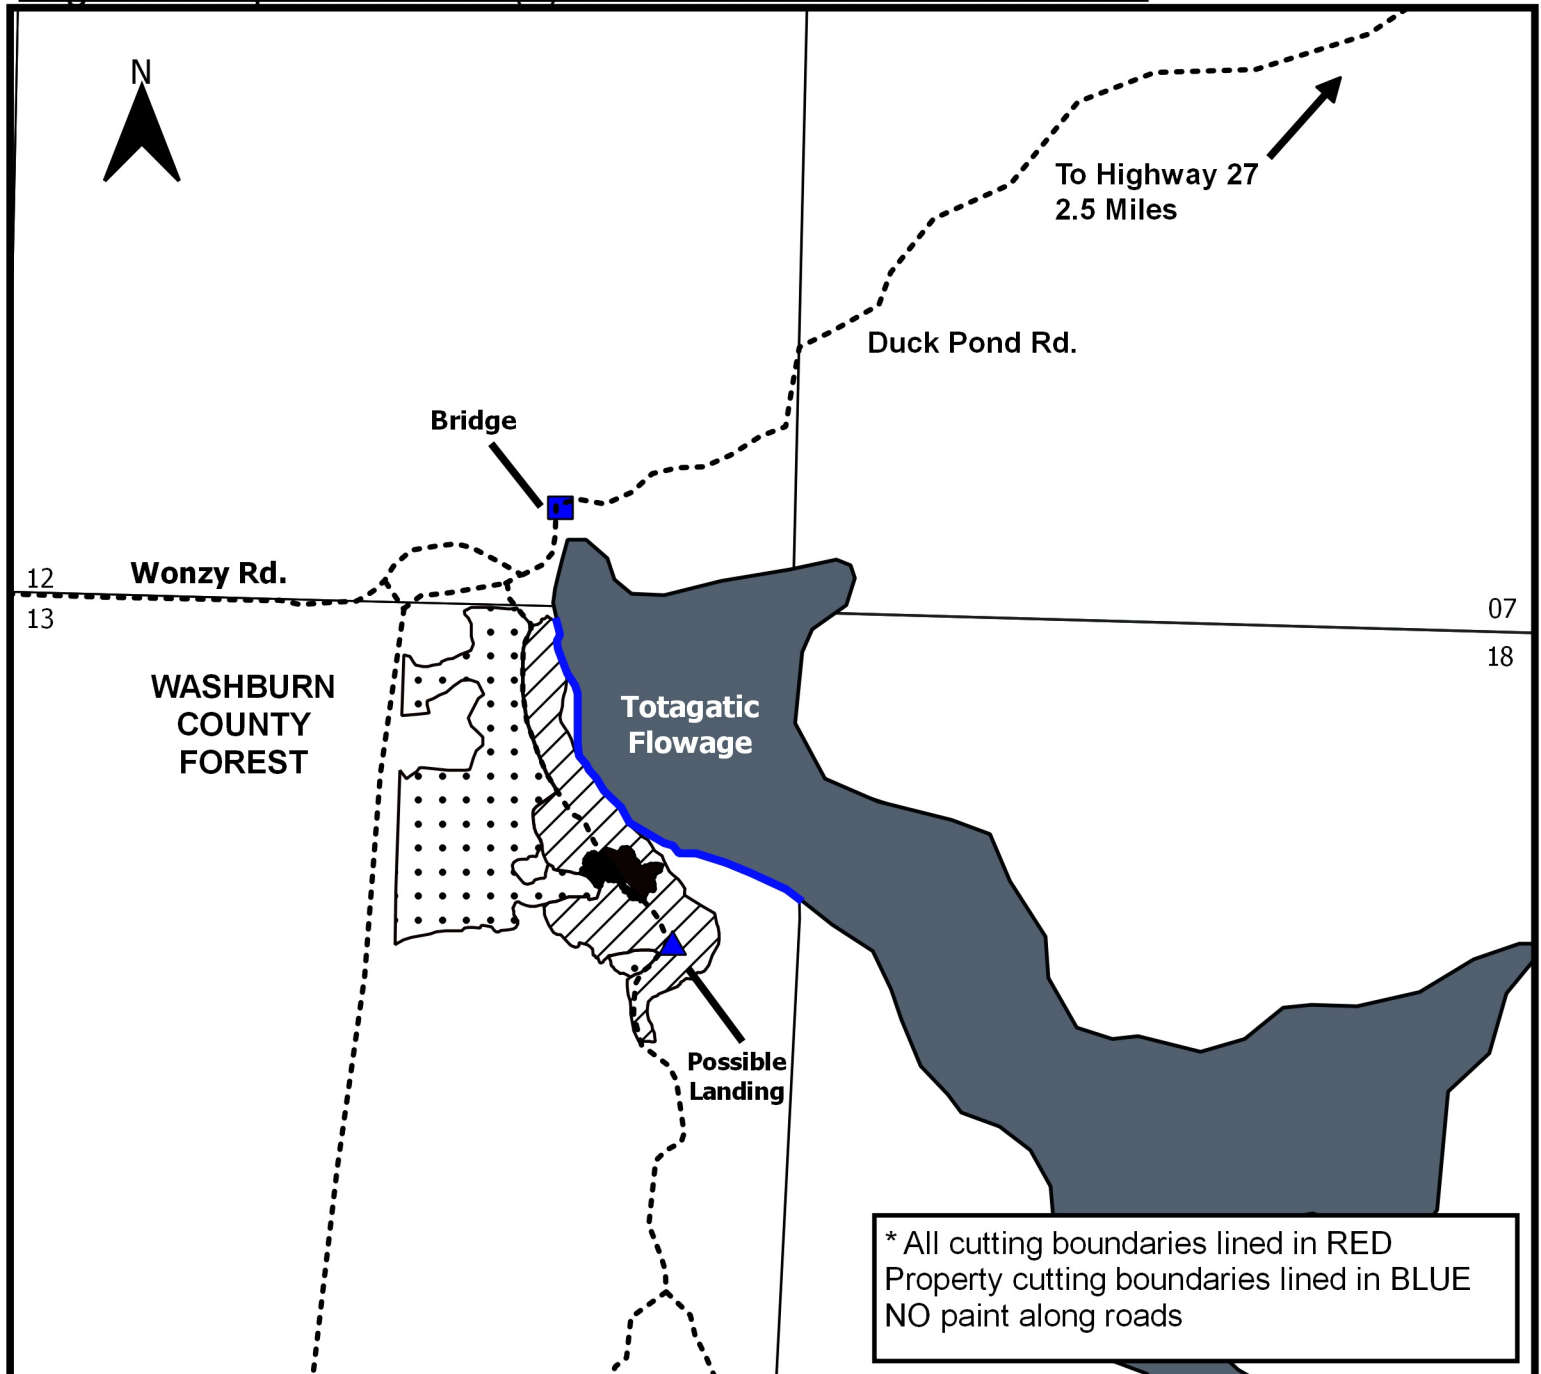 N
To Highway 27
2.5 Miles
Duck Pond Rd.
Bridge
Wonzy Rd.
12
13
07
18
WASHBURN
COUNTY
FOREST
Totagatic
Flowage
Possible
Landing
* All cutting boundaries lined in RED
Property cutting boundaries lined in BLUE
NO paint along roads